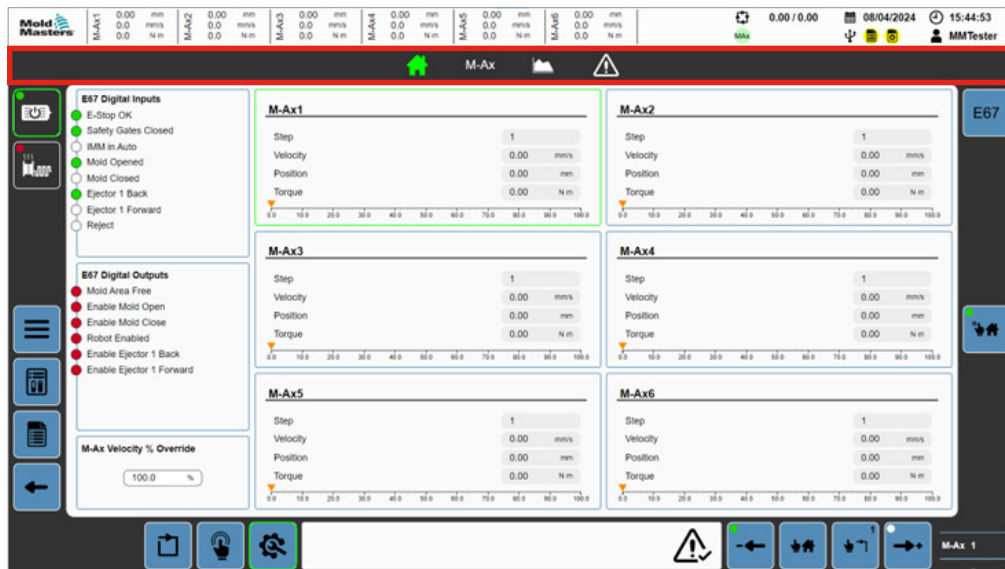 Mold Masters
M-Ax1 0.00 mm 0.0 mm/s 0.0 N·m
M-Ax2 0.00 mm 0.0 mm/s 0.0 N·m
M-Ax3 0.00 mm 0.0 mm/s 0.0 N·m
M-Ax4 0.00 mm 0.0 mm/s 0.0 N·m
M-Ax5 0.00 mm 0.0 mm/s 0.0 N·m
M-Ax6 0.00 mm 0.0 mm/s 0.0 N·m
0.00 / 0.00
MAx
08/04/2024 15:44:53
MMTester
M-Ax
E67 Digital Inputs
E-Stop OK
Safety Gates Closed
IMM in Auto
Mold Opened
Mold Closed
Ejector 1 Back
Ejector 1 Forward
Reject
E67 Digital Outputs
Mold Area Free
Enable Mold Open
Enable Mold Close
Robot Enabled
Enable Ejector 1 Back
Enable Ejector 1 Forward
M-Ax Velocity % Override
100.0 %
M-Ax1
Step 1
Velocity 0.00 mm/s
Position 0.00 mm
Torque 0.00 N·m
0.0 10.0 20.0 30.0 40.0 50.0 60.0 70.0 80.0 90.0 100.0
M-Ax2
Step 1
Velocity 0.00 mm/s
Position 0.00 mm
Torque 0.00 N·m
0.0 10.0 20.0 30.0 40.0 50.0 60.0 70.0 80.0 90.0 100.0
M-Ax3
Step 1
Velocity 0.00 mm/s
Position 0.00 mm
Torque 0.00 N·m
0.0 10.0 20.0 30.0 40.0 50.0 60.0 70.0 80.0 90.0 100.0
M-Ax4
Step 1
Velocity 0.00 mm/s
Position 0.00 mm
Torque 0.00 N·m
0.0 10.0 20.0 30.0 40.0 50.0 60.0 70.0 80.0 90.0 100.0
M-Ax5
Step 1
Velocity 0.00 mm/s
Position 0.00 mm
Torque 0.00 N·m
0.0 10.0 20.0 30.0 40.0 50.0 60.0 70.0 80.0 90.0 100.0
M-Ax6
Step 1
Velocity 0.00 mm/s
Position 0.00 mm
Torque 0.00 N·m
0.0 10.0 20.0 30.0 40.0 50.0 60.0 70.0 80.0 90.0 100.0
E67
1
M-Ax 1